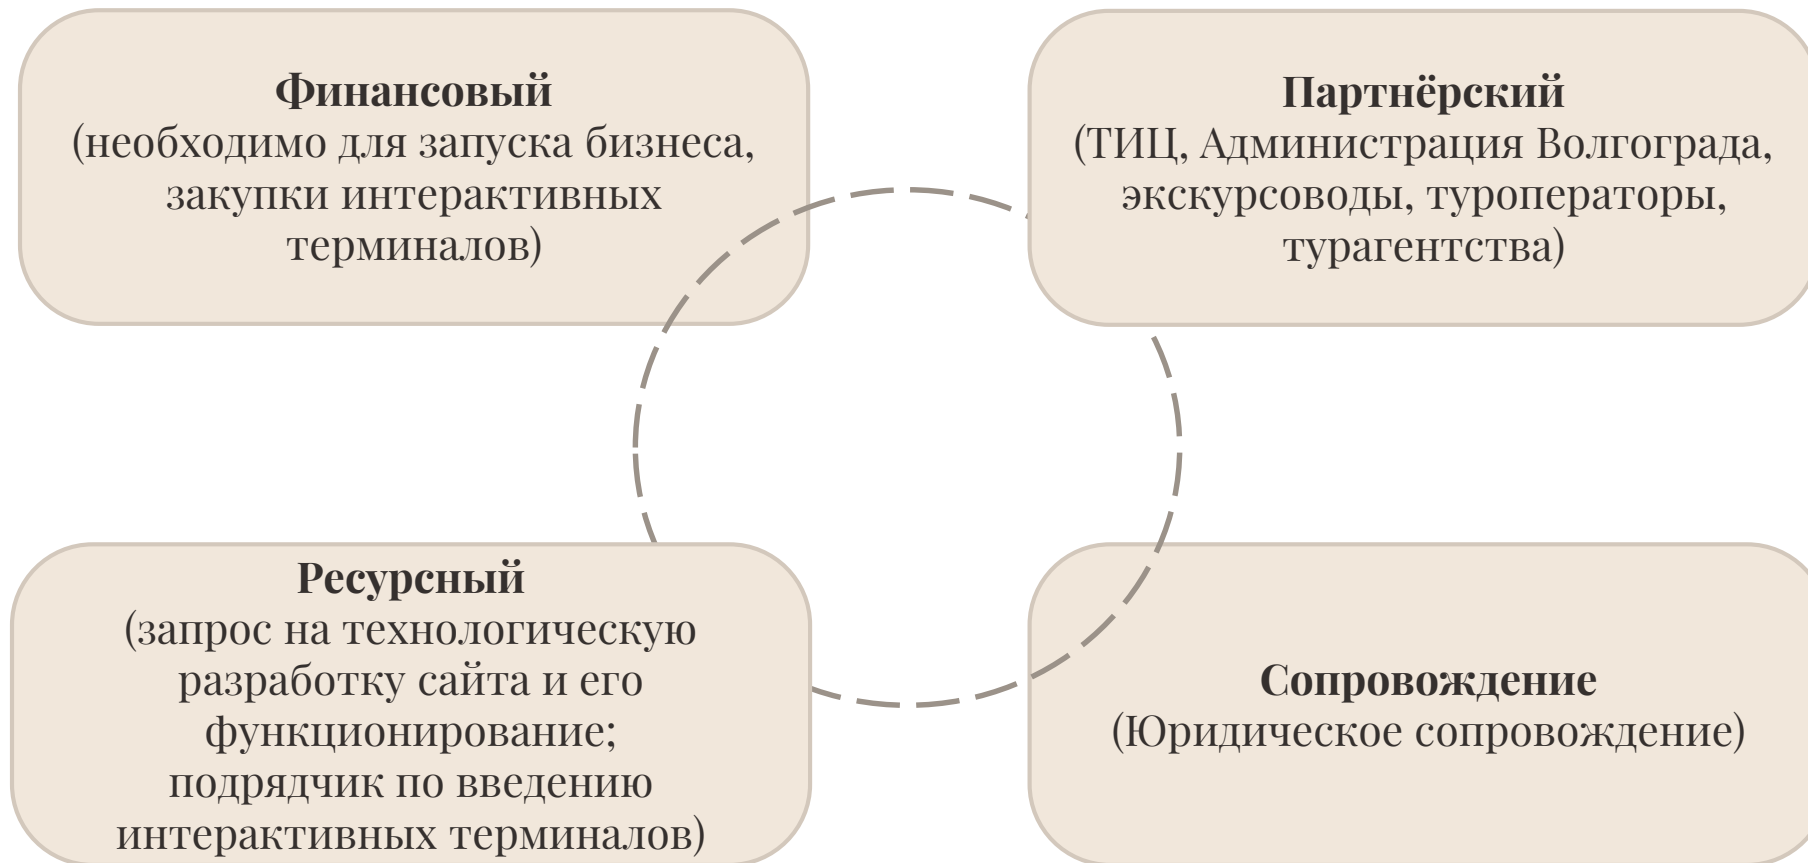 Финансовый
(необходимо для запуска бизнеса,
закупки интерактивных
терминалов)
Партнёрский
(ТИЦ, Администрация Волгограда,
экскурсоводы, туроператоры,
турагентства)
Ресурсный
(запрос на технологическую
разработку сайта и его
функционирование;
подрядчик по введению
интерактивных терминалов)
Сопровождение
(Юридическое сопровождение)